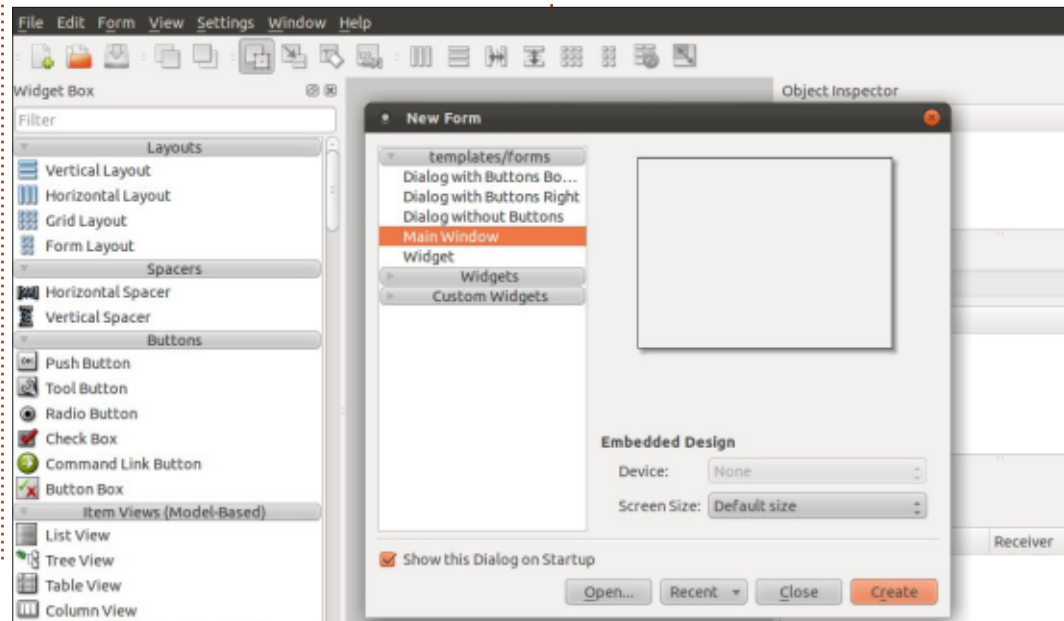 File Edit Form View Settings Window Help
Widget Box
Object Inspector
Filter
Layouts
Vertical Layout
Horizontal Layout
Grid Layout
Form Layout
Spacers
Horizontal Spacer
Vertical Spacer
Buttons
Push Button
Tool Button
Radio Button
Check Box
Command Link Button
Button Box
Item Views (Model-Based)
List View
Tree View
Table View
Column View
New Form
templates/forms
Dialog with Buttons Bo...
Dialog with Buttons Right
Dialog without Buttons
Main Window
Widget
Widgets
Custom Widgets
Embedded Design
Device: None
Screen Size: Default size
Show this Dialog on Startup
Open... Recent Close Create
Receiver